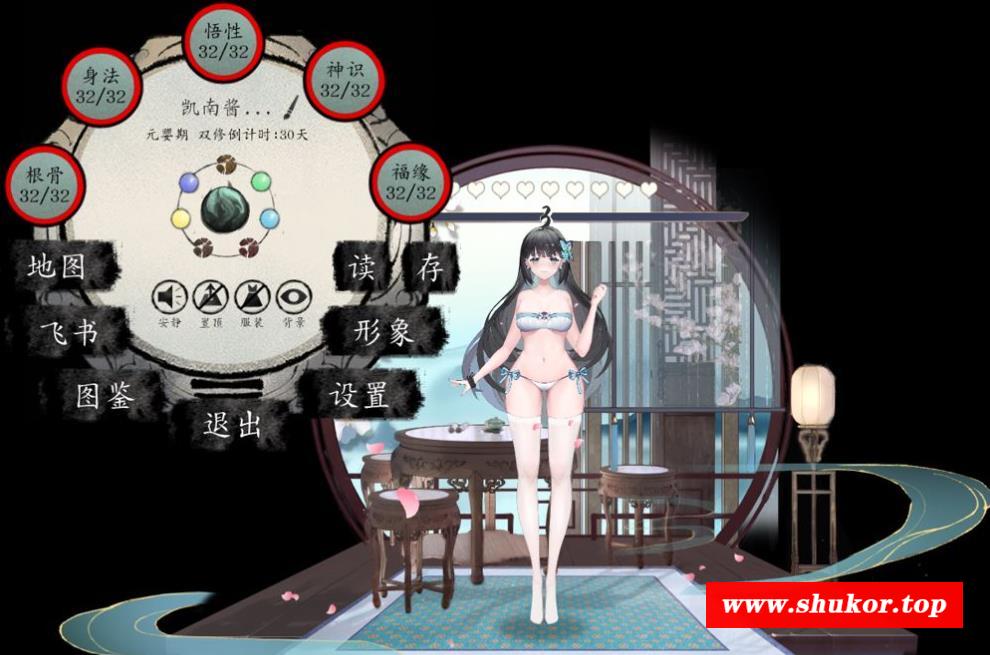 悟性
32/32
身法
32/32
神识
32/32
凯南酱...
元婴期 双修倒计时:30天
根骨
32/32
福缘
32/32
地图
读
存
安静
置顶
服装
背景
飞书
形象
图鉴
设置
退出
www.shukor.top